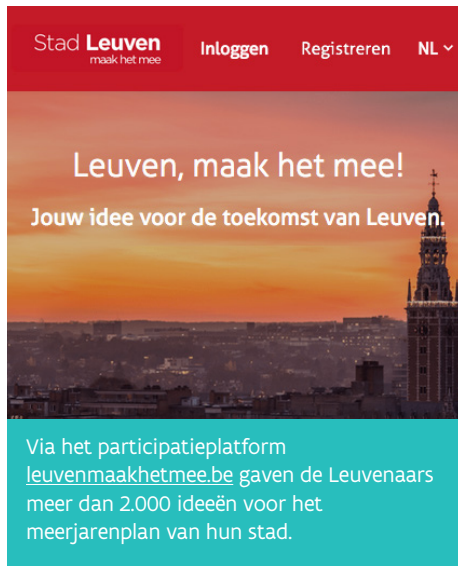 Stad Leuven
maak het mee
Inloggen
Registreren
NL
Leuven, maak het mee!
Jouw idee voor de toekomst van Leuven.
Via het participatieplatform
leuvenmaakhetmee.be gaven de Leuvenaars
meer dan 2.000 ideeën voor het
meerjarenplan van hun stad.